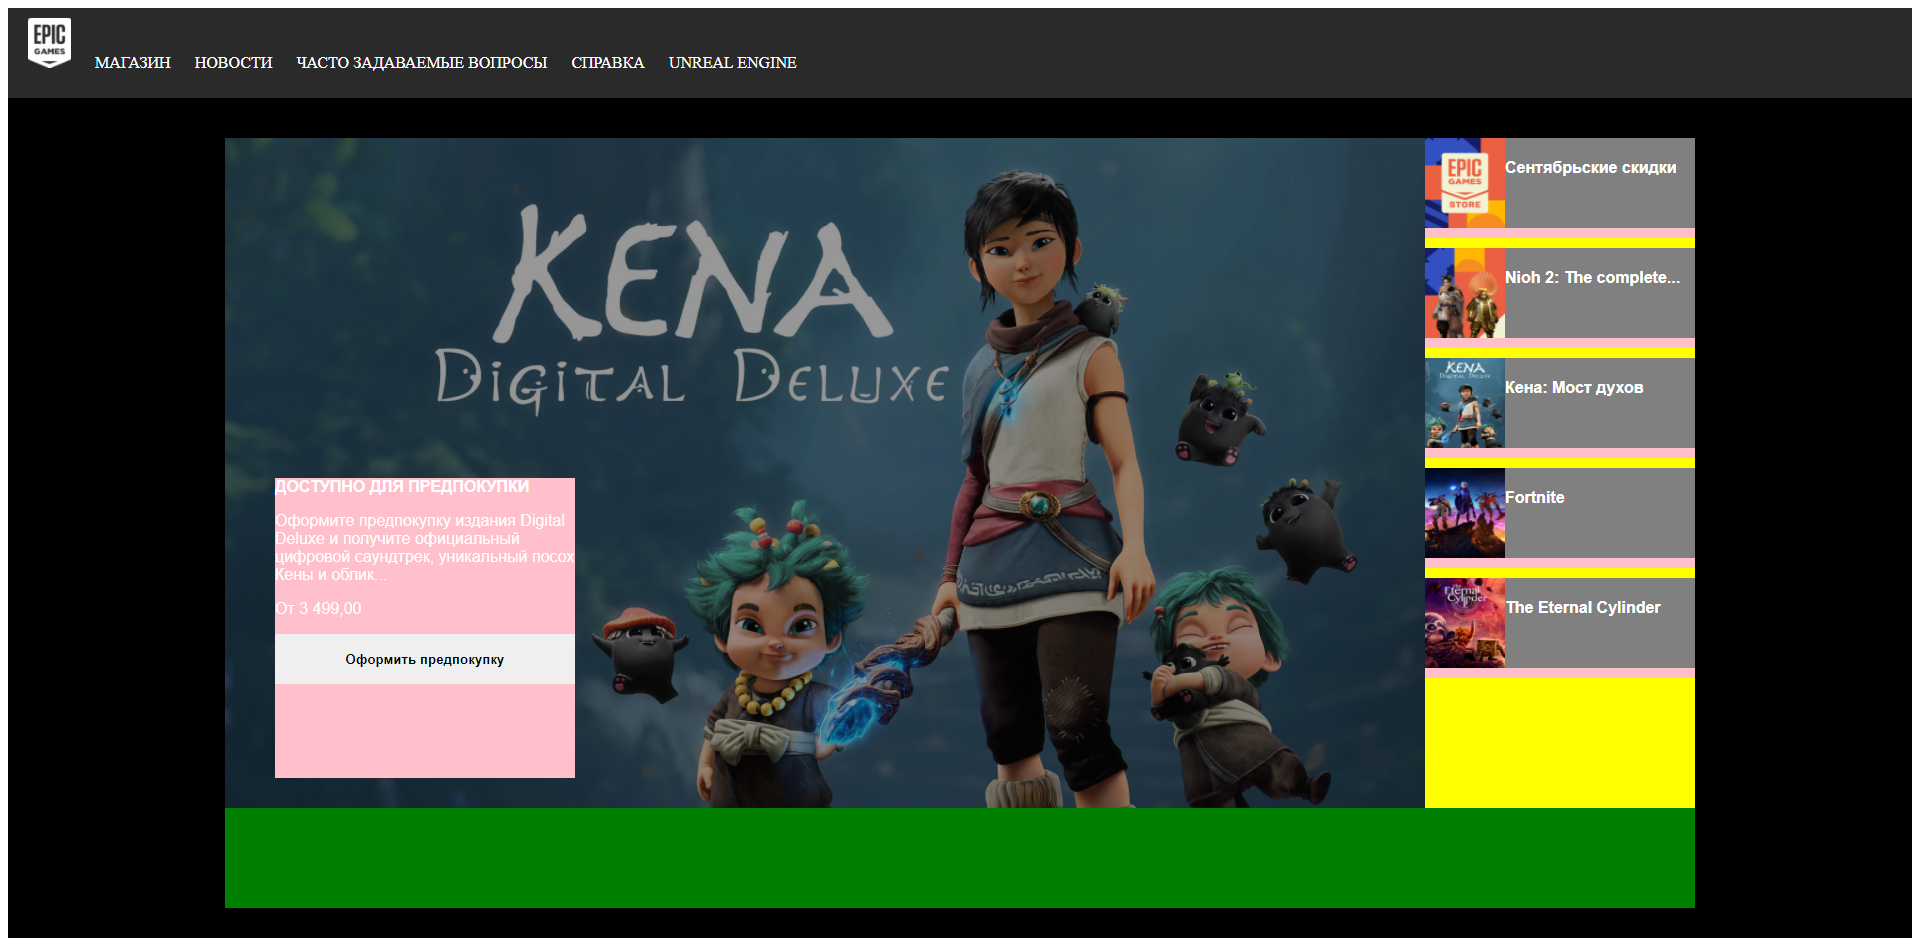 EPIC
GAMES
МАГАЗИН НОВОСТИ ЧАСТО ЗАДАВАЕМЫЕ ВОПРОСЫ СПРАВКА UNREAL ENGINE
KENA
DIGITAL DELUXE
ДОСТУПНО ДЛЯ ПРЕДПОКУПКИ
Оформите предпокупку издания Digital
Deluxe и получите официальный
цифровой саундтрек, уникальный посох
Кены и облик...
От 3 499,00
Оформить предпокупку
EPIC
GAMES
STORE
Сентябрьские скидки
Nioh 2: The complete...
KENA
DIGITAL DELUXE
Кена: Мост духов
Fortnite
The
Eternal
Cylinder
The Eternal Cylinder